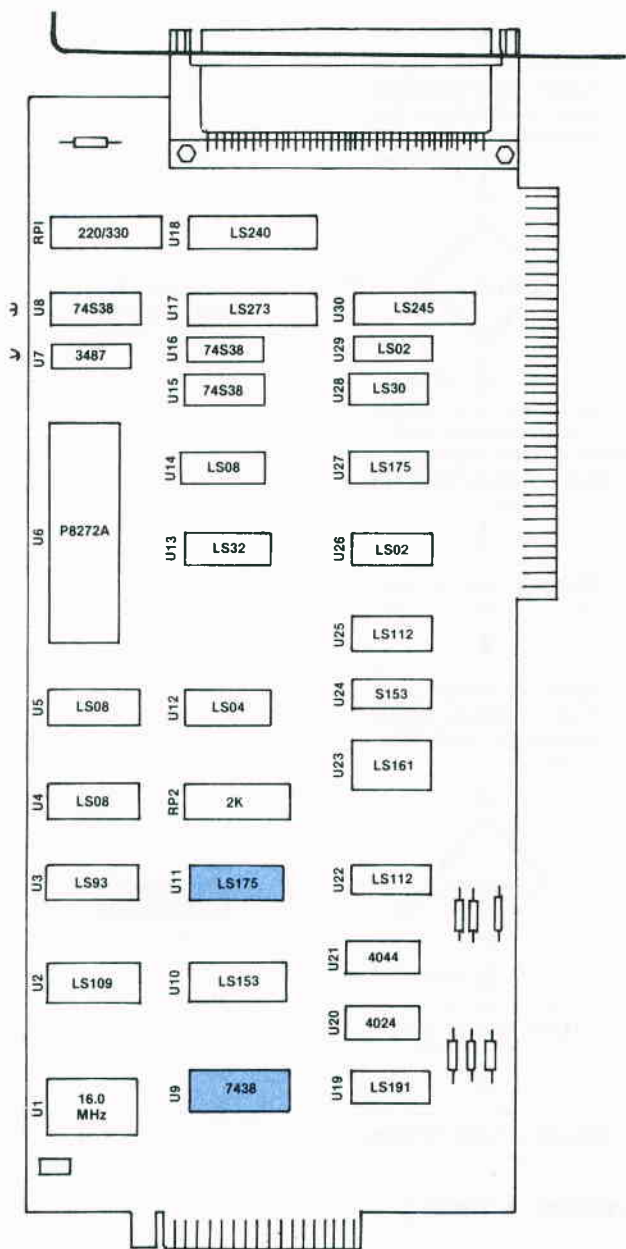 RPI 220/330 U18 LS240
U8 74S38 U17 LS273 U30 LS245
U7 3487 U16 74S38 U29 LS02
U15 74S38 U28 LS30
U14 LS08 U27 LS175
U6 P8272A U13 LS32 U26 LS02
U25 LS112
U5 LS08 U12 LS04 U24 S153
U23 LS161
U4 LS08 RP2 2K
U3 LS93 U11 LS175 U22 LS112
U21 4044
U2 LS109 U10 LS153
U20 4024
U1 16.0 U9 7438 U19 LS191
MHz